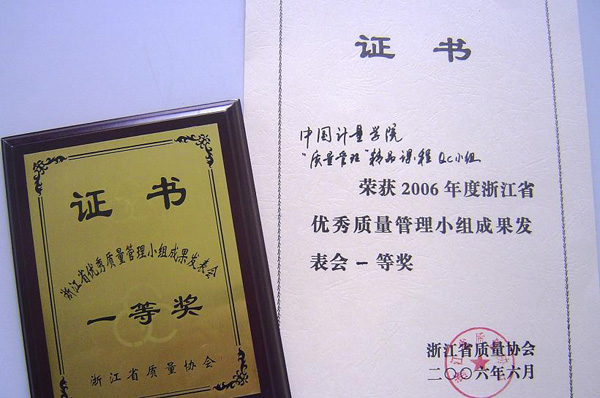 证书
浙江省优秀质量管理小组成果发表会
一等奖
浙江省质量协会
证书
中国计量学院
"质量管理"精品课程QC小组
荣获2006年度浙江省
优秀质量管理小组成果发
表会一等奖
浙江省质量协会
二〇〇六年六月